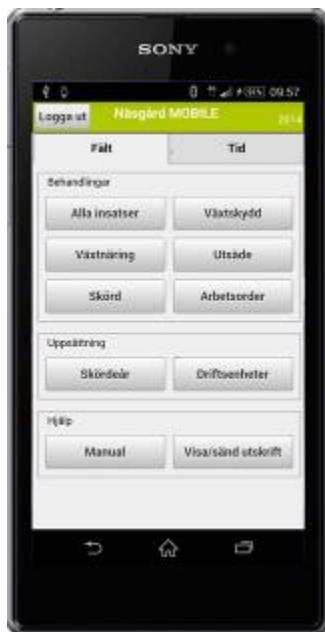 SONY
09:57
Logga ut Näsgård MOBILE 2014
Fält Tid
Behandlingar
Alla insatser Växtskydd
Växtnäring Utsäde
Skörd Arbetsorder
Uppsättning
Skördeår Driftsenheter
Hjälp
Manual Visa/sänd utskrift